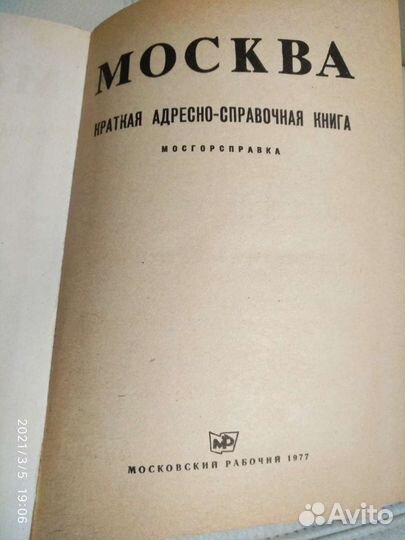 МОСКВА
КРАТКАЯ АДРЕСНО-СПРАВОЧНАЯ КНИГА
МОСГОРСПРАВКА
МР
МОСКОВСКИЙ РАБОЧИЙ 1977
2021/3/5 19:06
Avito